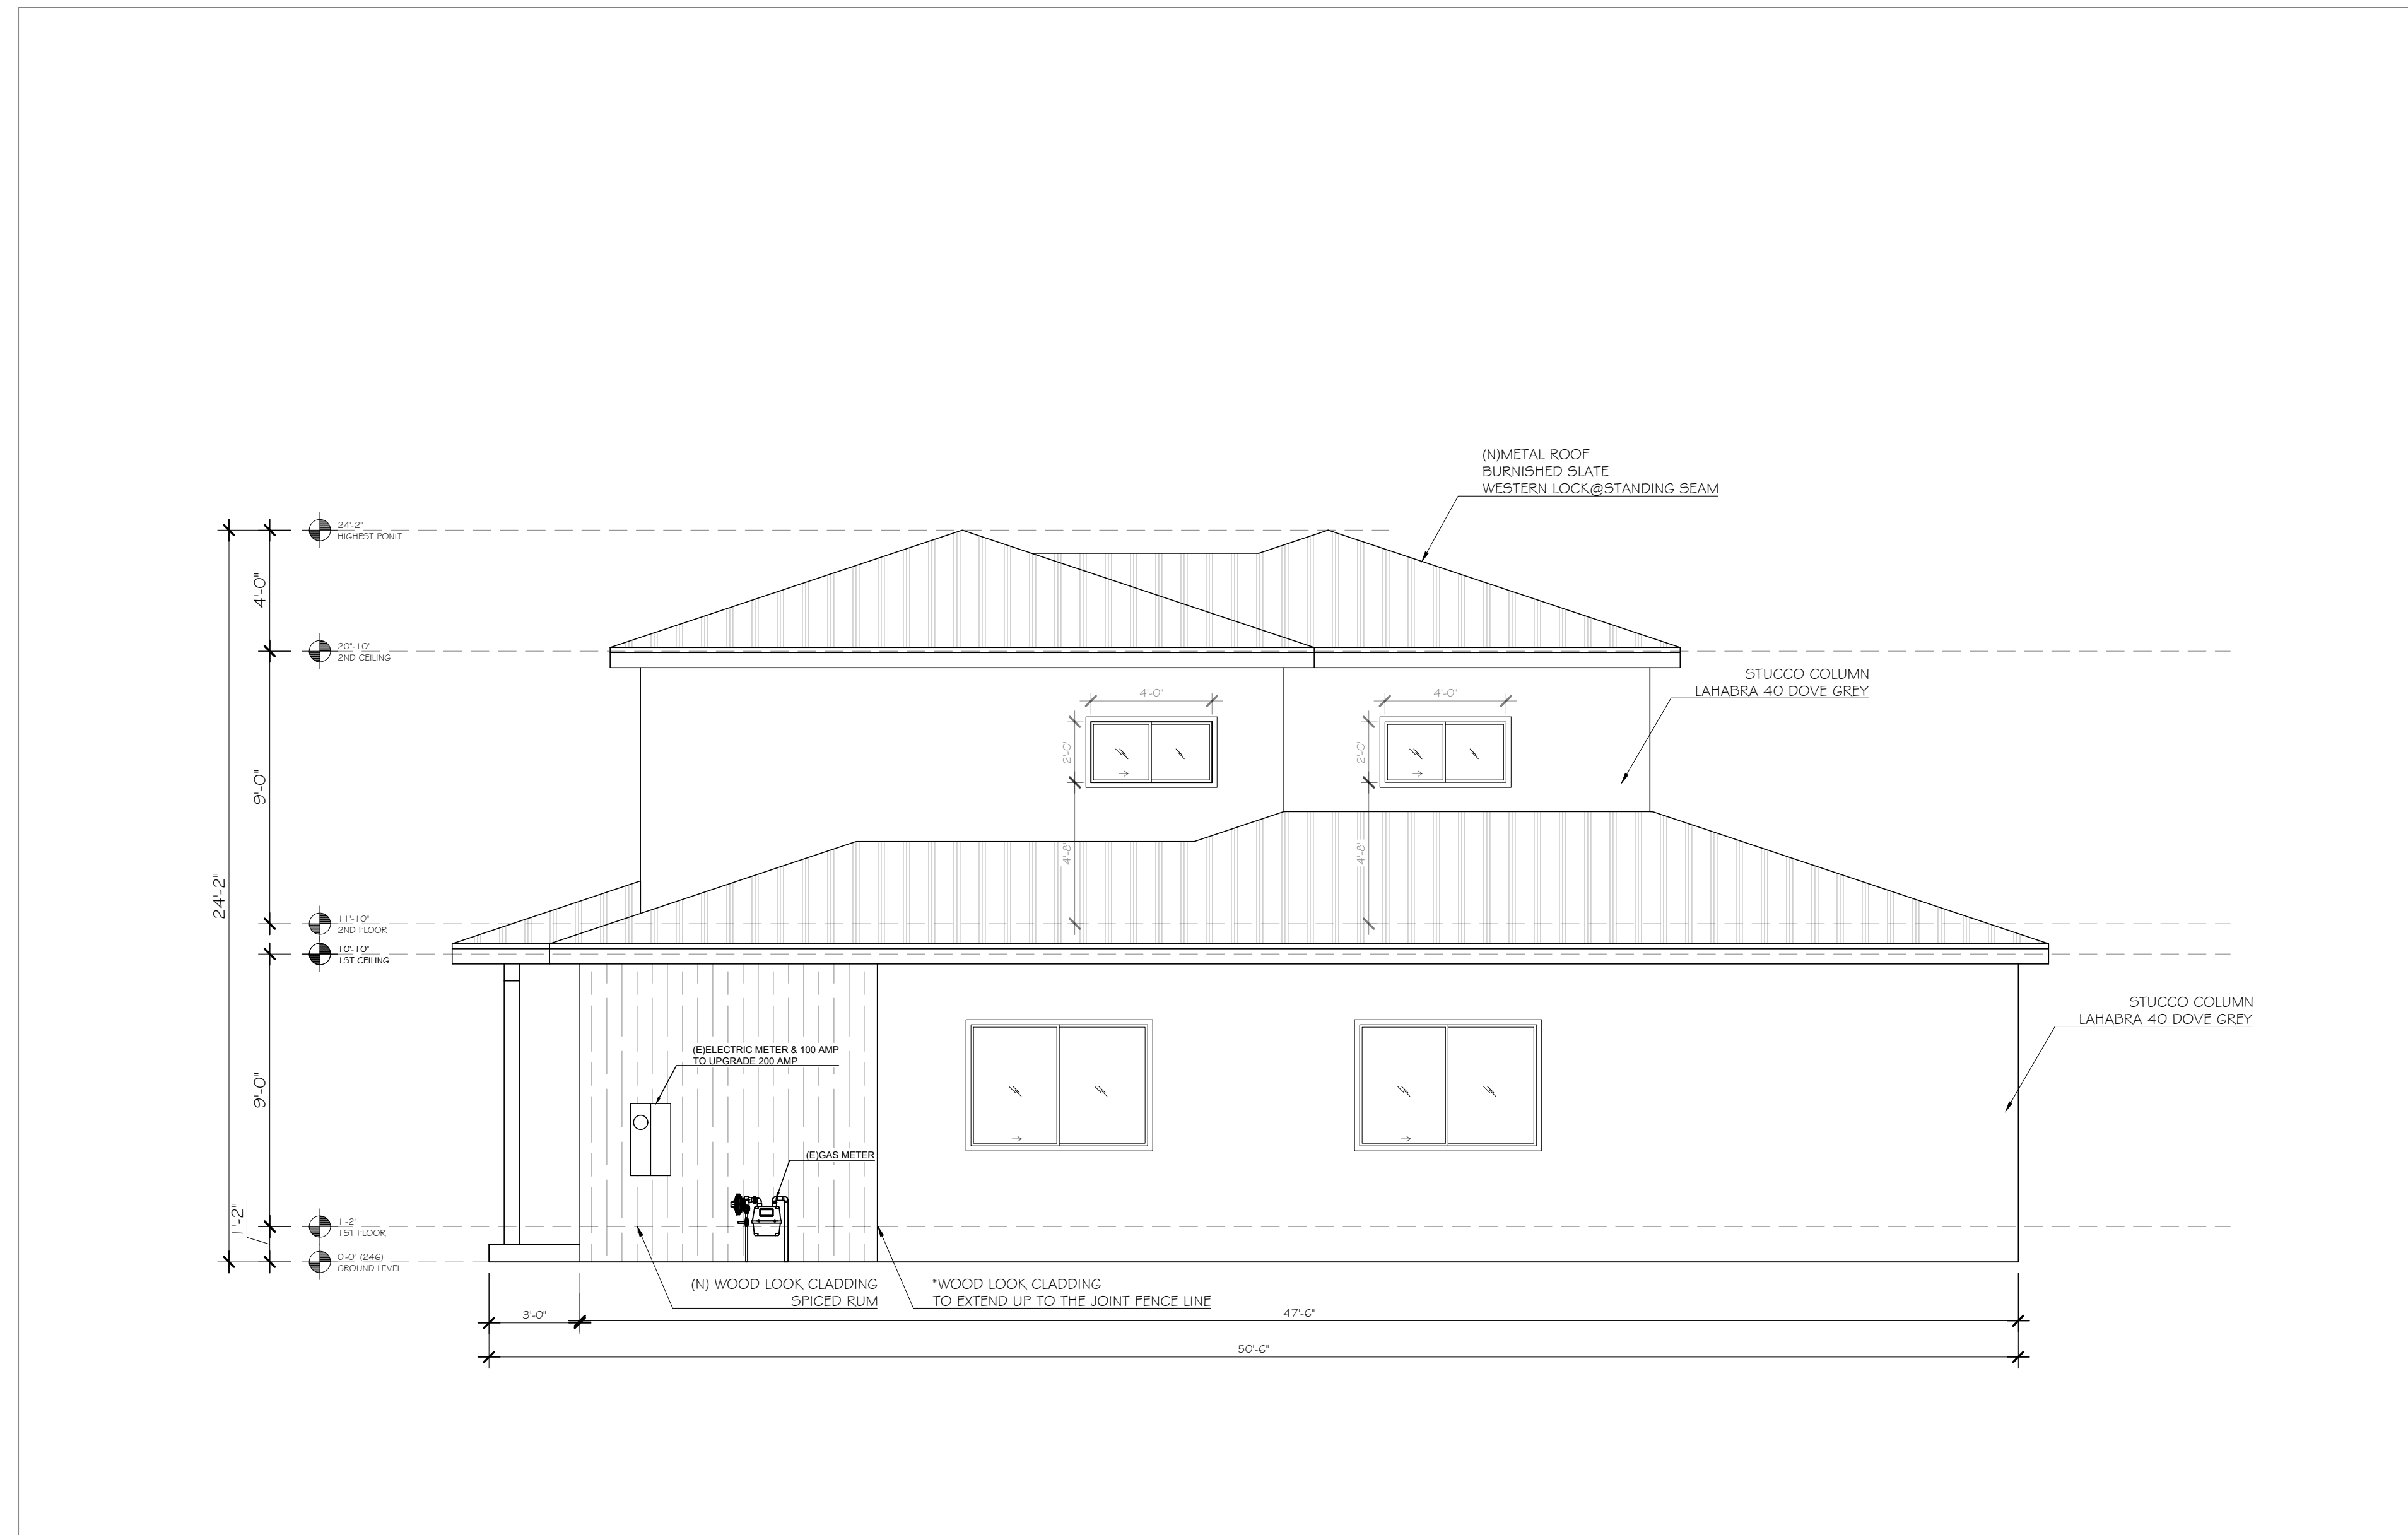 (N)METAL ROOF
BURNISHED SLATE
WESTERN LOCK@STANDING SEAM
24'-2"
HIGHEST PONIT
4'-0"
20"-10"
2ND CEILING
STUCCO COLUMN
LAHABRA 40 DOVE GREY
4'-0"
4'-0"
2'-0"
2'-0"
9'-0"
4'-8"
4'-8"
24'-2"
11'-10"
2ND FLOOR
10'-10"
1ST CEILING
STUCCO COLUMN
LAHABRA 40 DOVE GREY
(E)ELECTRIC METER & 100 AMP
TO UPGRADE 200 AMP
9'-0"
(E)GAS METER
1'-2"
1'-2"
1ST FLOOR
0'-0" (246)
GROUND LEVEL
(N) WOOD LOOK CLADDING
SPICED RUM
*WOOD LOOK CLADDING
TO EXTEND UP TO THE JOINT FENCE LINE
3'-0"
47'-6"
50'-6"